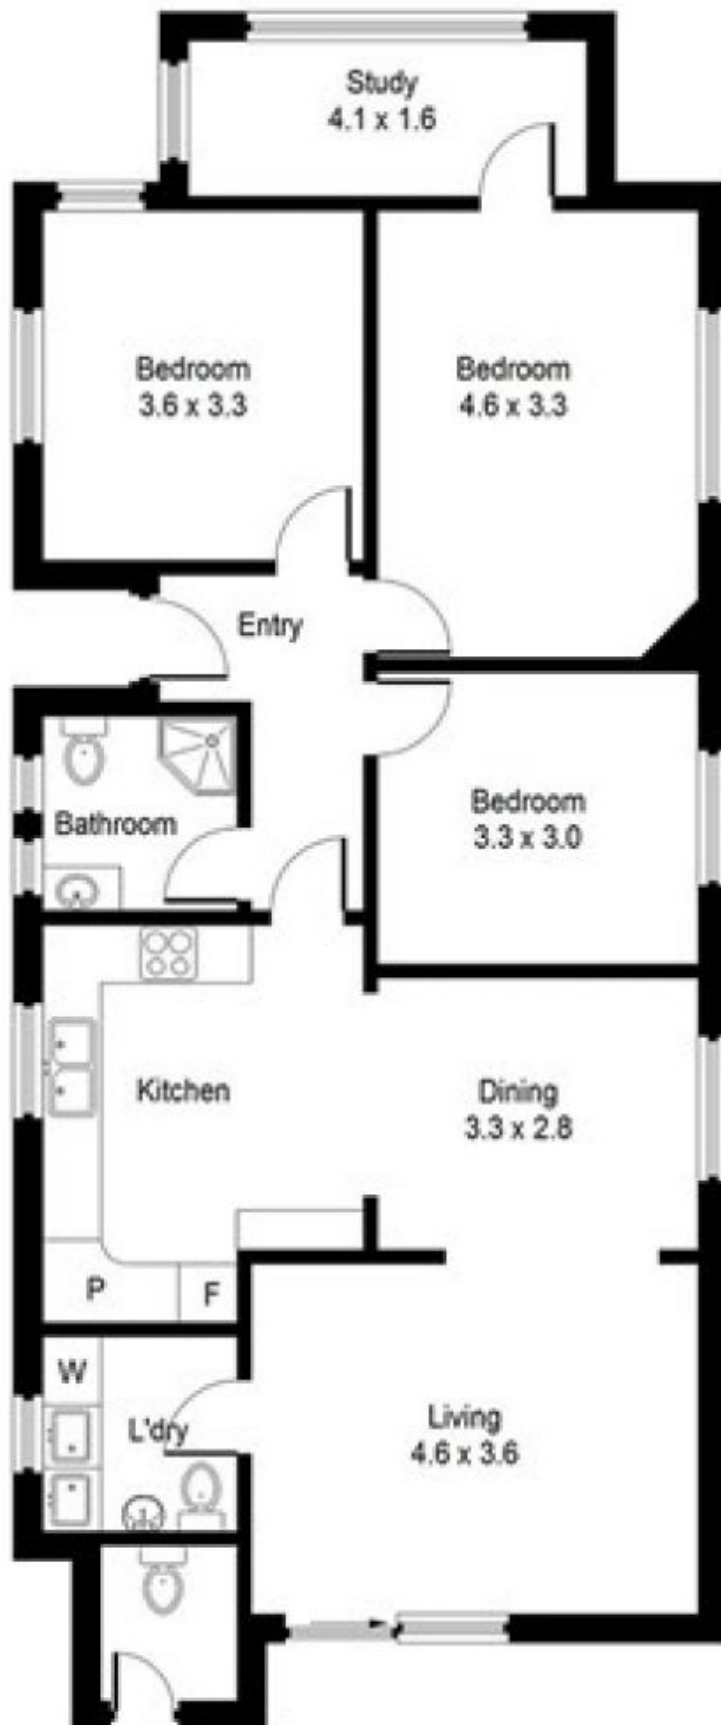 Study
4.1 x 1.6
Bedroom
3.6 x 3.3
Bedroom
4.6 x 3.3
Entry
Bathroom
Bedroom
3.3 x 3.0
Kitchen
Dining
3.3 x 2.8
P
F
W
L'dry
Living
4.6 x 3.6